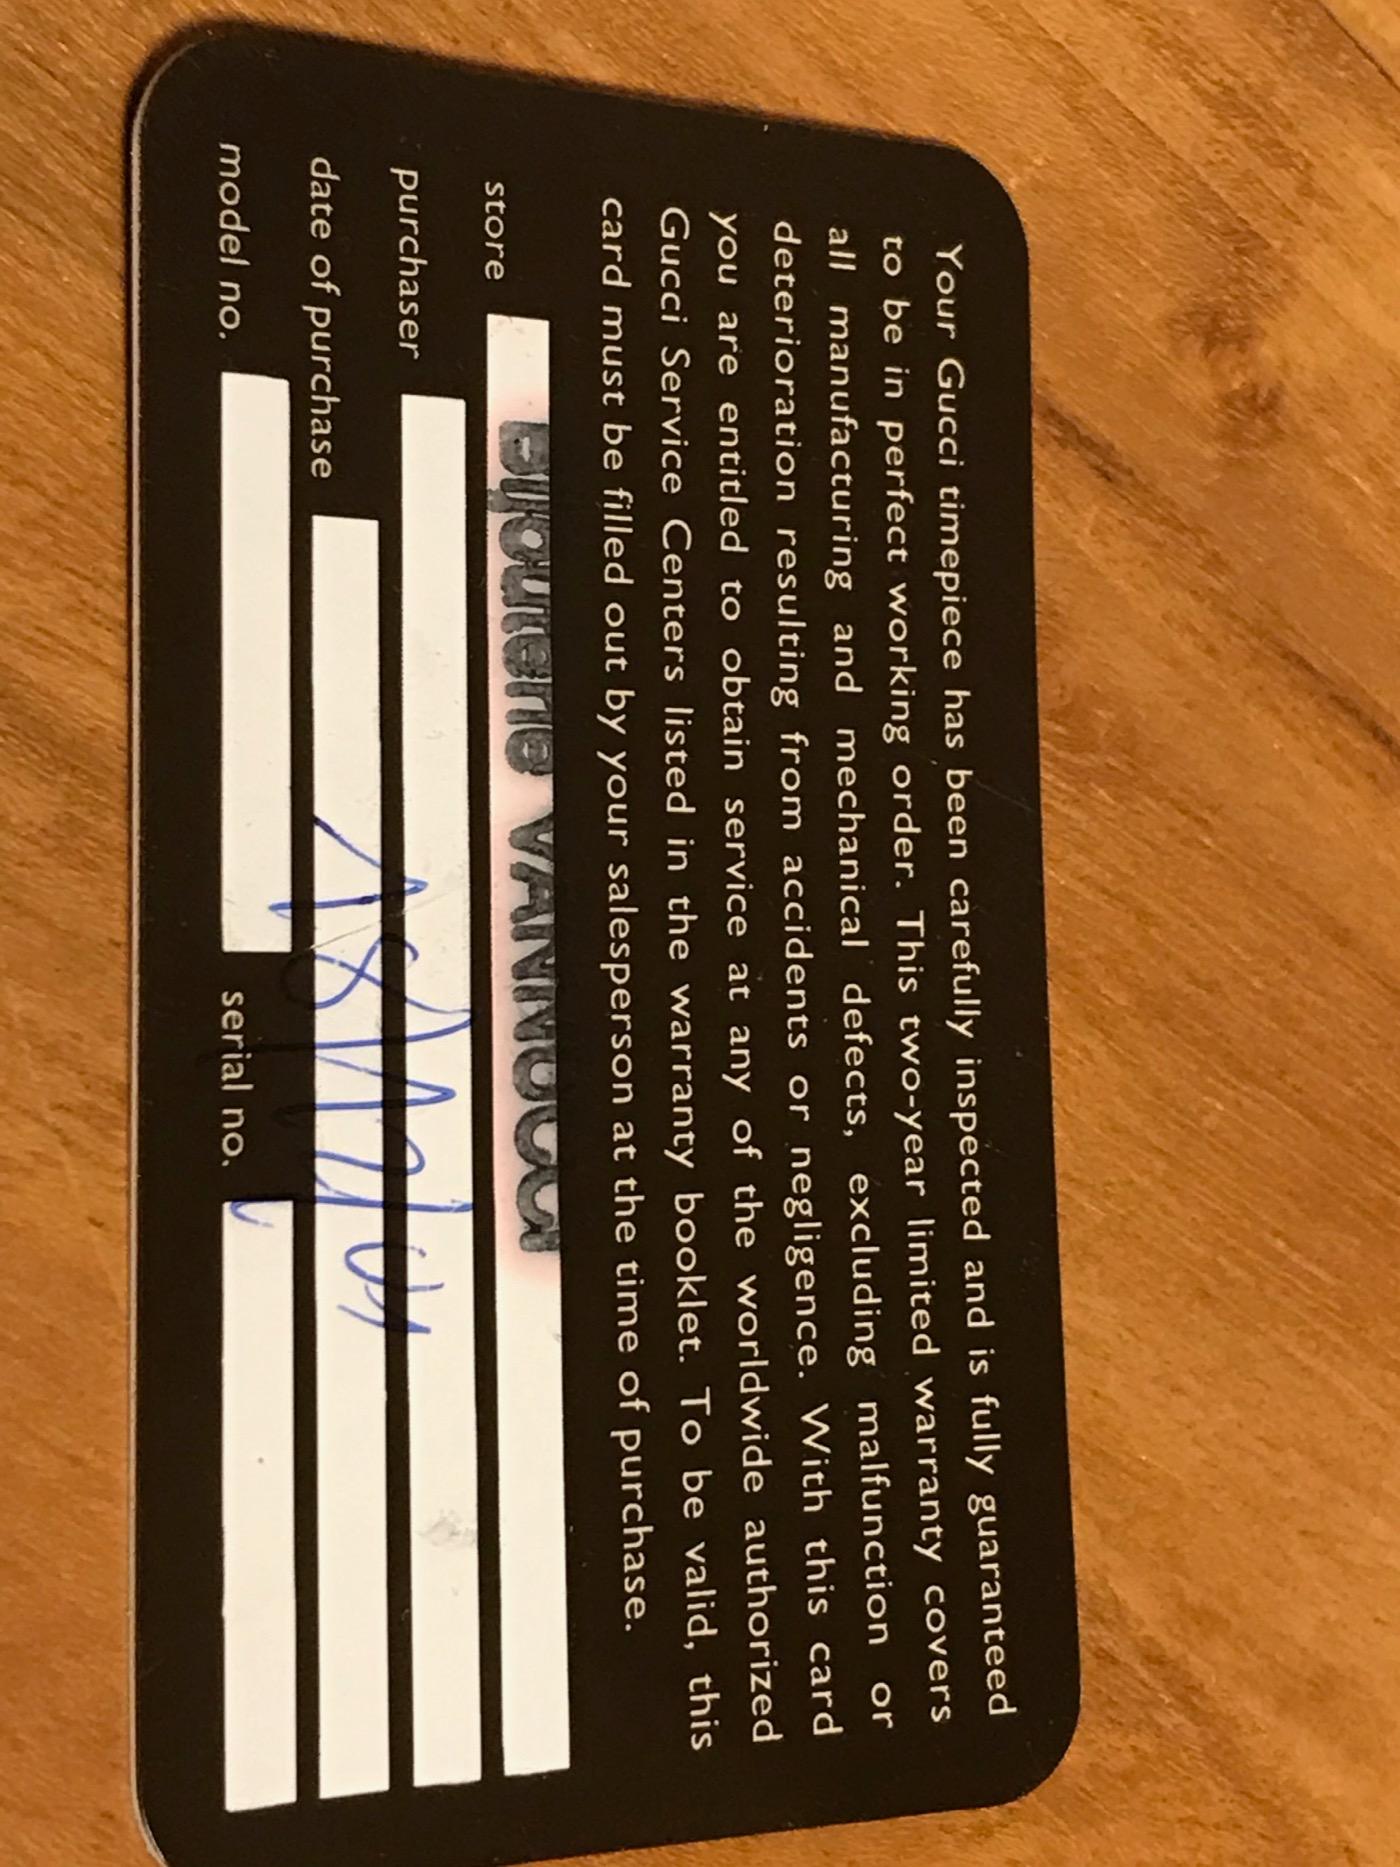 Your Gucci timepiece has been carefully inspected and is fully guaranteed
to be in perfect working order. This two-year limited warranty covers
all manufacturing and mechanical defects, excluding malfunction or
deterioration resulting from accidents or negligence. With this card
you are entitled to obtain service at any of the worldwide authorized
Gucci Service Centers listed in the warranty booklet. To be valid, this
card must be filled out by your salesperson at the time of purchase.
store Bijouterie VANNUCCI
purchaser
date of purchase
model no. serial no.